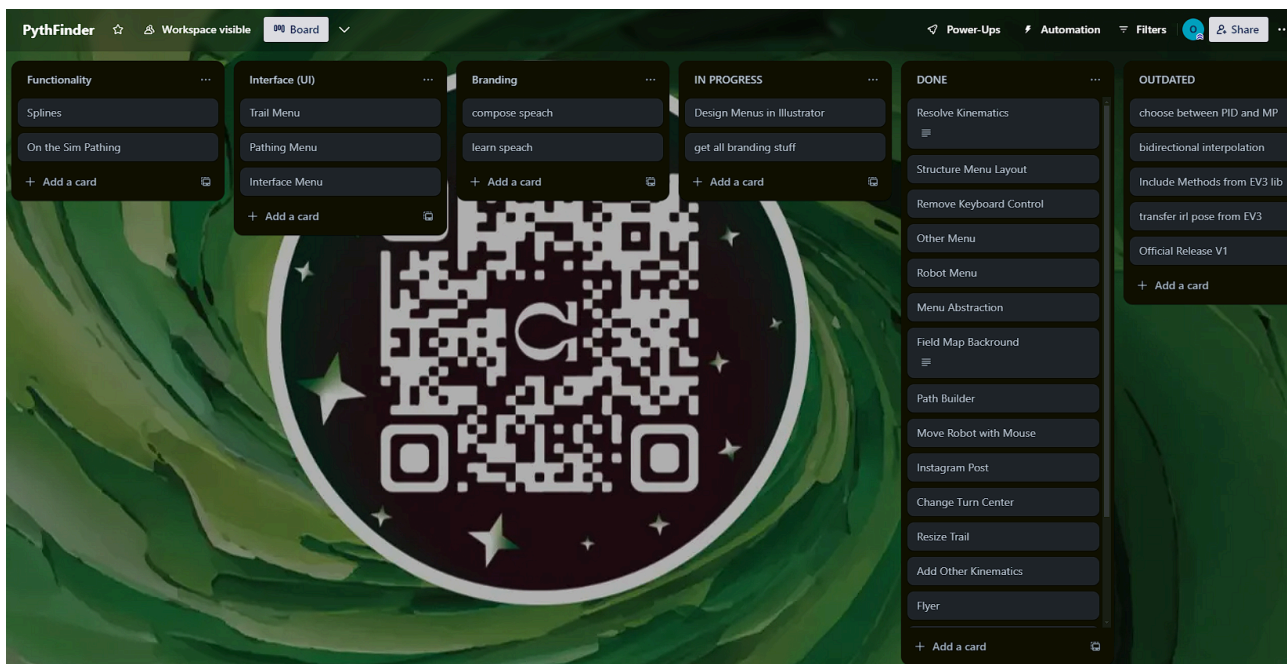 PythFinder
Workspace visible
Board
Power-Ups
Automation
Filters
O
Share
Functionality
Splines
On the Sim Pathing
Add a card
Interface (UI)
Trail Menu
Pathing Menu
Interface Menu
Add a card
Branding
compose speach
learn speach
Add a card
IN PROGRESS
Design Menus in Illustrator
get all branding stuff
Add a card
DONE
Resolve Kinematics
Structure Menu Layout
Remove Keyboard Control
Other Menu
Robot Menu
Menu Abstraction
Field Map Backround
Path Builder
Move Robot with Mouse
Instagram Post
Change Turn Center
Resize Trail
Add Other Kinematics
Flyer
Add a card
OUTDATED
choose between PID and MP
bidirectional interpolation
Include Methods from EV3 lib
transfer irl pose from EV3
Official Release V1
Add a card
Ω